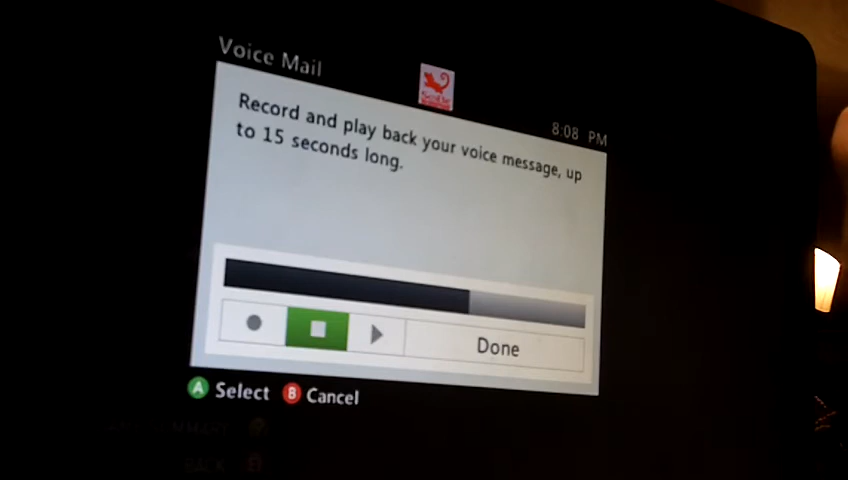 Voice Mail
8:08 PM
Record and play back your voice message, up
to 15 seconds long.
Done
A Select B Cancel
BACK B